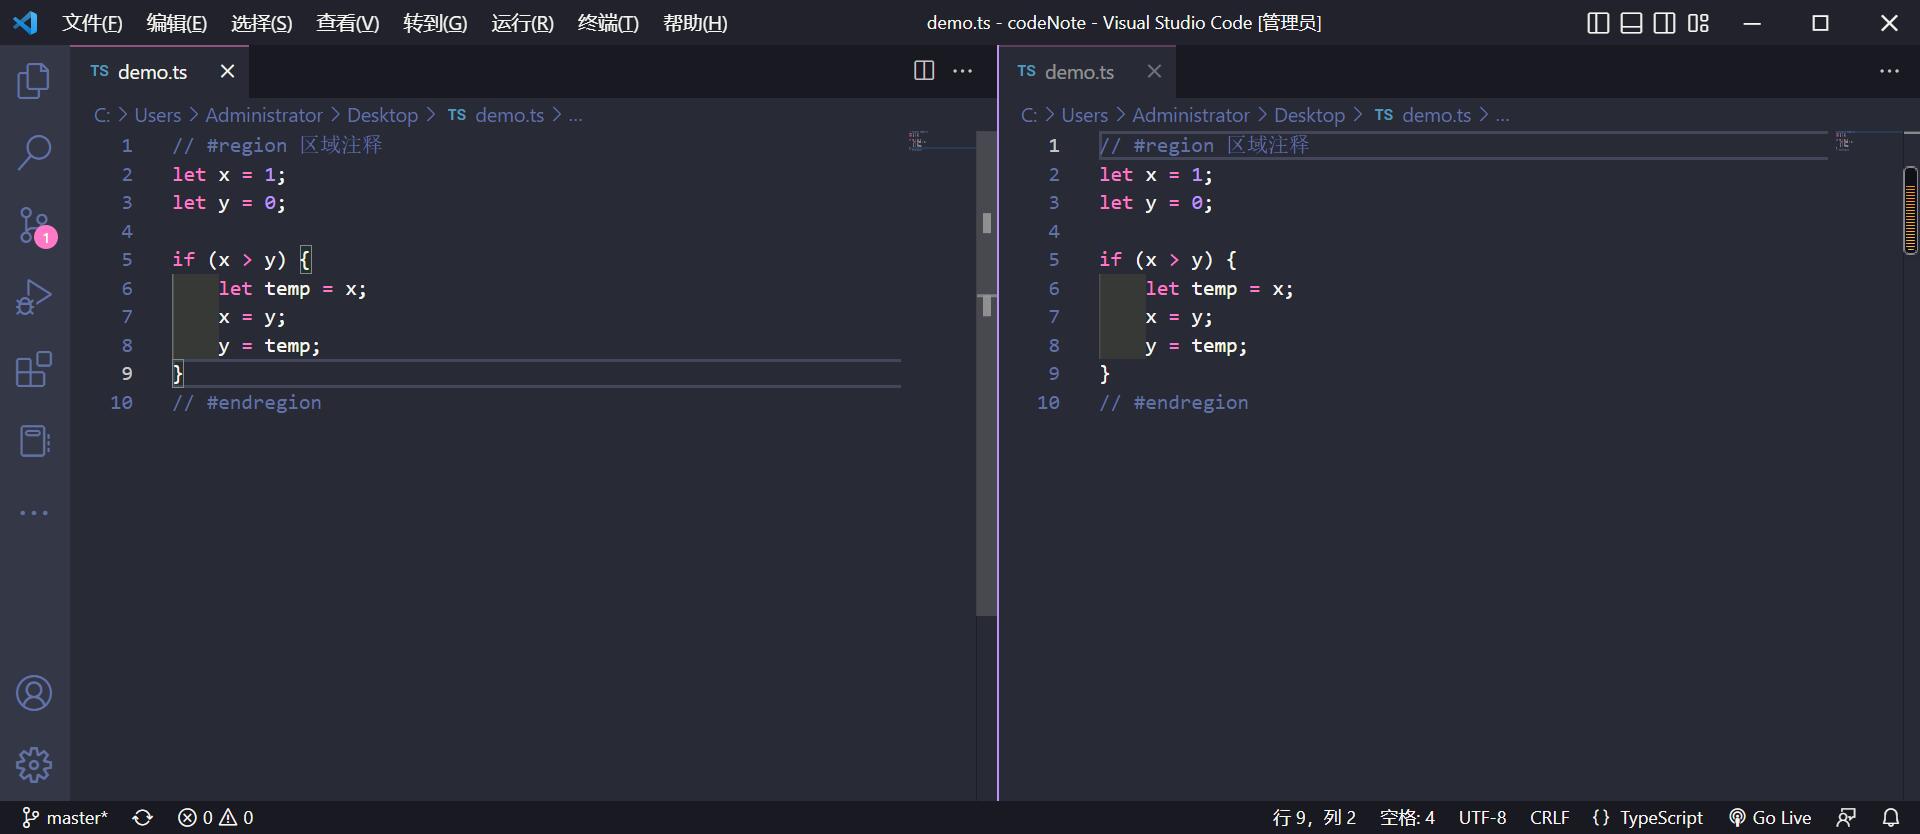 文件(F) 编辑(E) 选择(S) 查看(V) 转到(G) 运行(R) 终端(T) 帮助(H) demo.ts - codeNote - Visual Studio Code [管理员]
TS demo.ts
C: > Users > Administrator > Desktop > TS demo.ts > ...
1 // #region 区域注释
2 let x = 1;
3 let y = 0;
4
5 if (x > y) {
6 let temp = x;
7 x = y;
8 y = temp;
9 }
10 // #endregion
TS demo.ts
C: > Users > Administrator > Desktop > TS demo.ts > ...
1 // #region 区域注释
2 let x = 1;
3 let y = 0;
4
5 if (x > y) {
6 let temp = x;
7 x = y;
8 y = temp;
9 }
10 // #endregion
1
master* 0 0 行 9，列 2 空格: 4 UTF-8 CRLF {} TypeScript Go Live